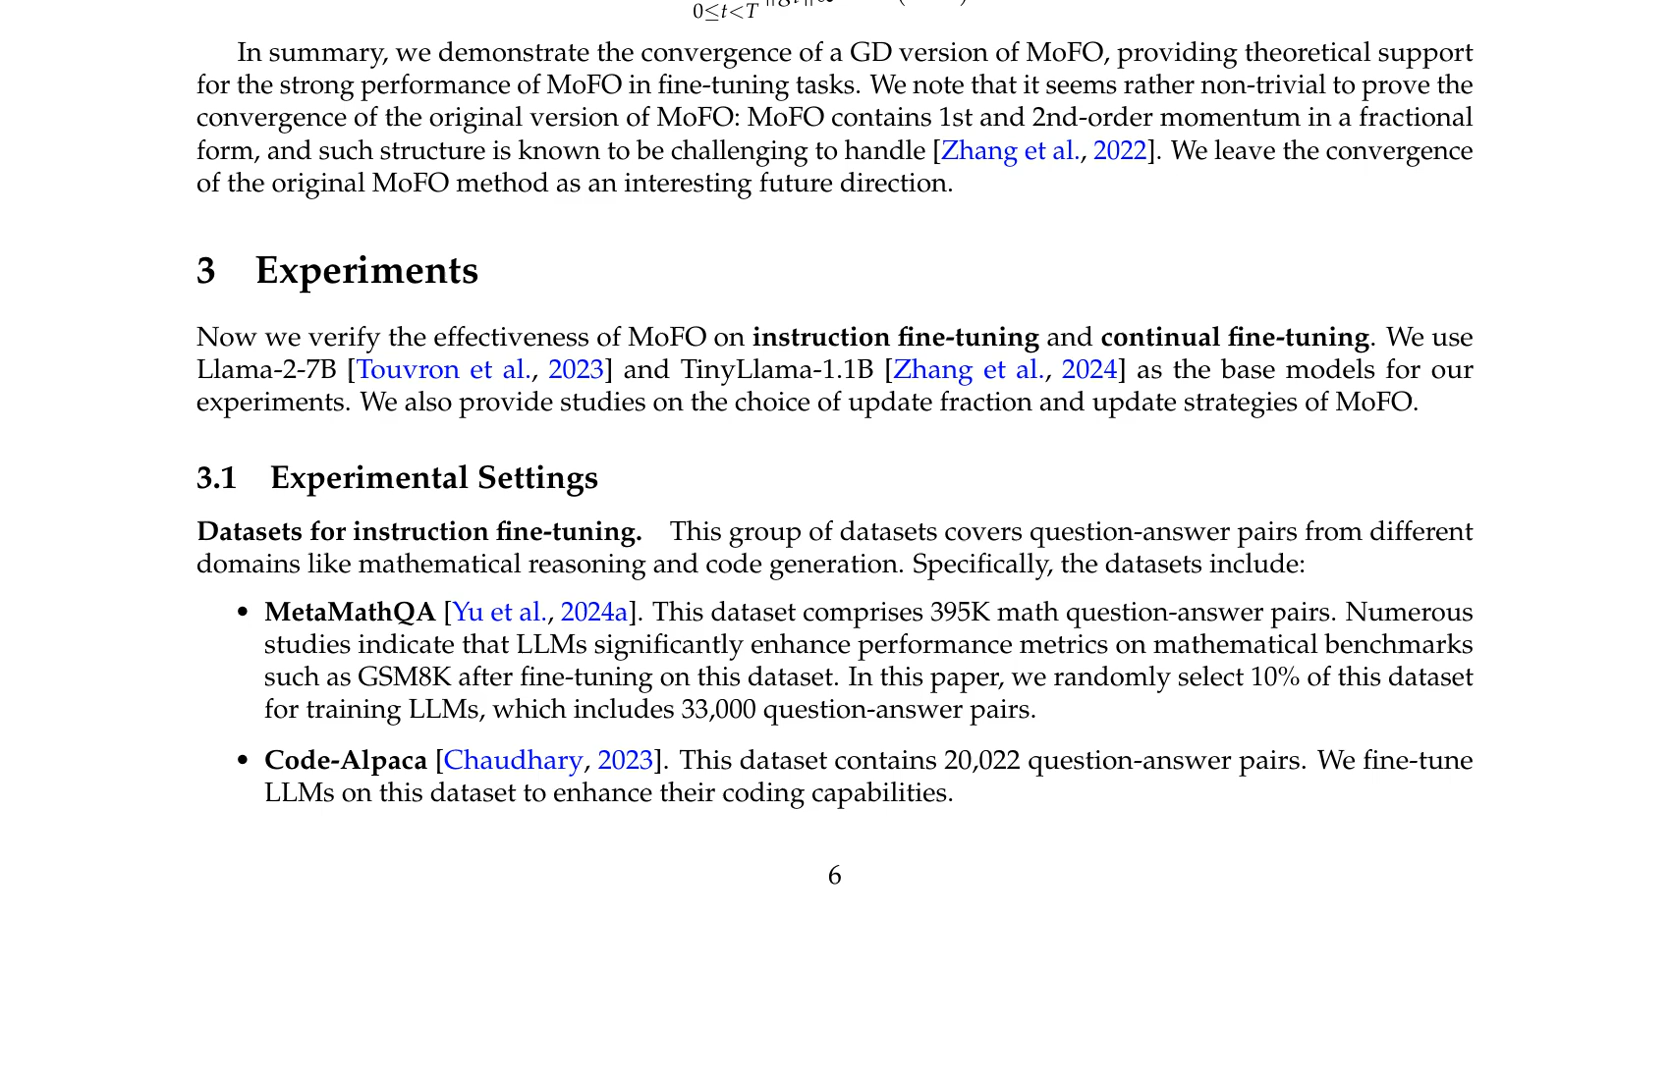 0≤t<T
In summary, we demonstrate the convergence of a GD version of MoFO, providing theoretical support
for the strong performance of MoFO in fine-tuning tasks. We note that it seems rather non-trivial to prove the
convergence of the original version of MoFO: MoFO contains 1st and 2nd-order momentum in a fractional
form, and such structure is known to be challenging to handle [Zhang et al., 2022]. We leave the convergence
of the original MoFO method as an interesting future direction.
3 Experiments
Now we verify the effectiveness of MoFO on instruction fine-tuning and continual fine-tuning. We use
Llama-2-7B [Touvron et al., 2023] and TinyLlama-1.1B [Zhang et al., 2024] as the base models for our
experiments. We also provide studies on the choice of update fraction and update strategies of MoFO.
3.1 Experimental Settings
Datasets for instruction fine-tuning. This group of datasets covers question-answer pairs from different
domains like mathematical reasoning and code generation. Specifically, the datasets include:
• MetaMathQA [Yu et al., 2024a]. This dataset comprises 395K math question-answer pairs. Numerous
studies indicate that LLMs significantly enhance performance metrics on mathematical benchmarks
such as GSM8K after fine-tuning on this dataset. In this paper, we randomly select 10% of this dataset
for training LLMs, which includes 33,000 question-answer pairs.
• Code-Alpaca [Chaudhary, 2023]. This dataset contains 20,022 question-answer pairs. We fine-tune
LLMs on this dataset to enhance their coding capabilities.
6